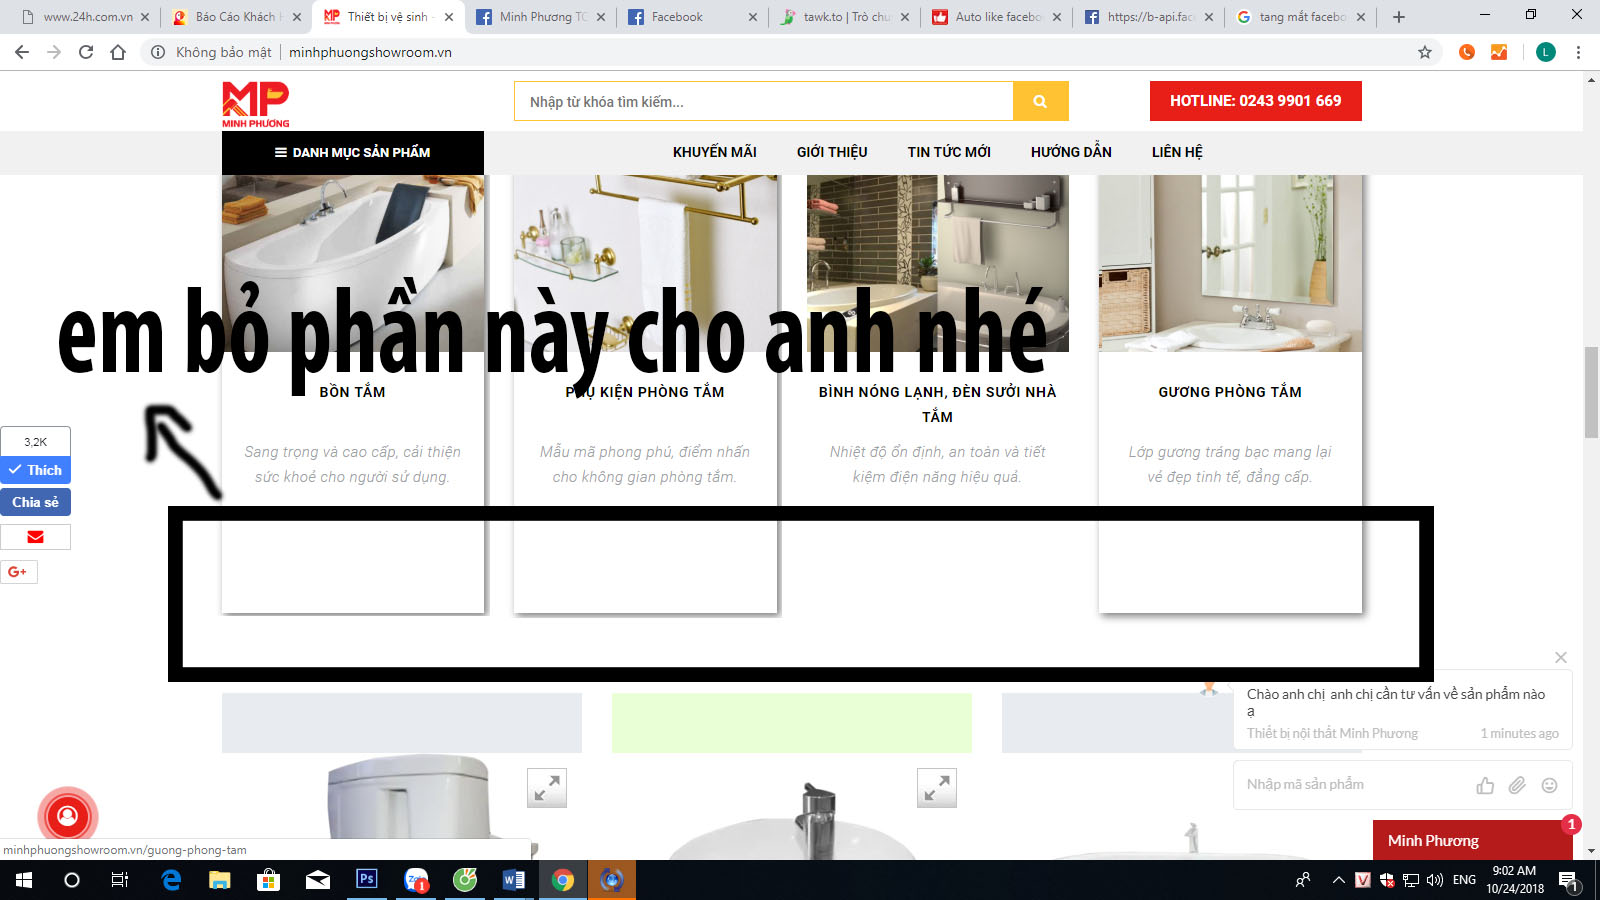 www.24h.com.vn
Báo Cáo Khách H
Thiết bị vệ sinh -
Minh Phương TC
Facebook
tawk.to | Trò chu
Auto like facebo
https://b-api.fac
tang mắt facebo
Không bảo mật | minhphuongshowroom.vn
L
MP
MINH PHƯƠNG
Nhập từ khóa tìm kiếm...
HOTLINE: 0243 9901 669
DANH MỤC SẢN PHẨM
KHUYẾN MÃI
GIỚI THIỆU
TIN TỨC MỚI
HƯỚNG DẪN
LIÊN HỆ
em bỏ phần này cho anh nhé
BỒN TẮM
PHỤ KIỆN PHÒNG TẮM
BÌNH NÓNG LẠNH, ĐÈN SƯỞI NHÀ
TẮM
GƯƠNG PHÒNG TẮM
Sang trọng và cao cấp, cải thiện
sức khoẻ cho người sử dụng.
Mẫu mã phong phú, điểm nhấn
cho không gian phòng tắm.
Nhiệt độ ổn định, an toàn và tiết
kiệm điện năng hiệu quả.
Lớp gương tráng bạc mang lại
vẻ đẹp tinh tế, đẳng cấp.
3,2K
Thích
Chia sẻ
G+
Chào anh chị anh chị cần tư vấn về sản phẩm nào
ạ
Thiết bị nội thất Minh Phương
1 minutes ago
Nhập mã sản phẩm
Minh Phương
1
minhphuongshowroom.vn/guong-phong-tam
Ps
Zalo
1
W
V
ENG
9:02 AM
10/24/2018
1